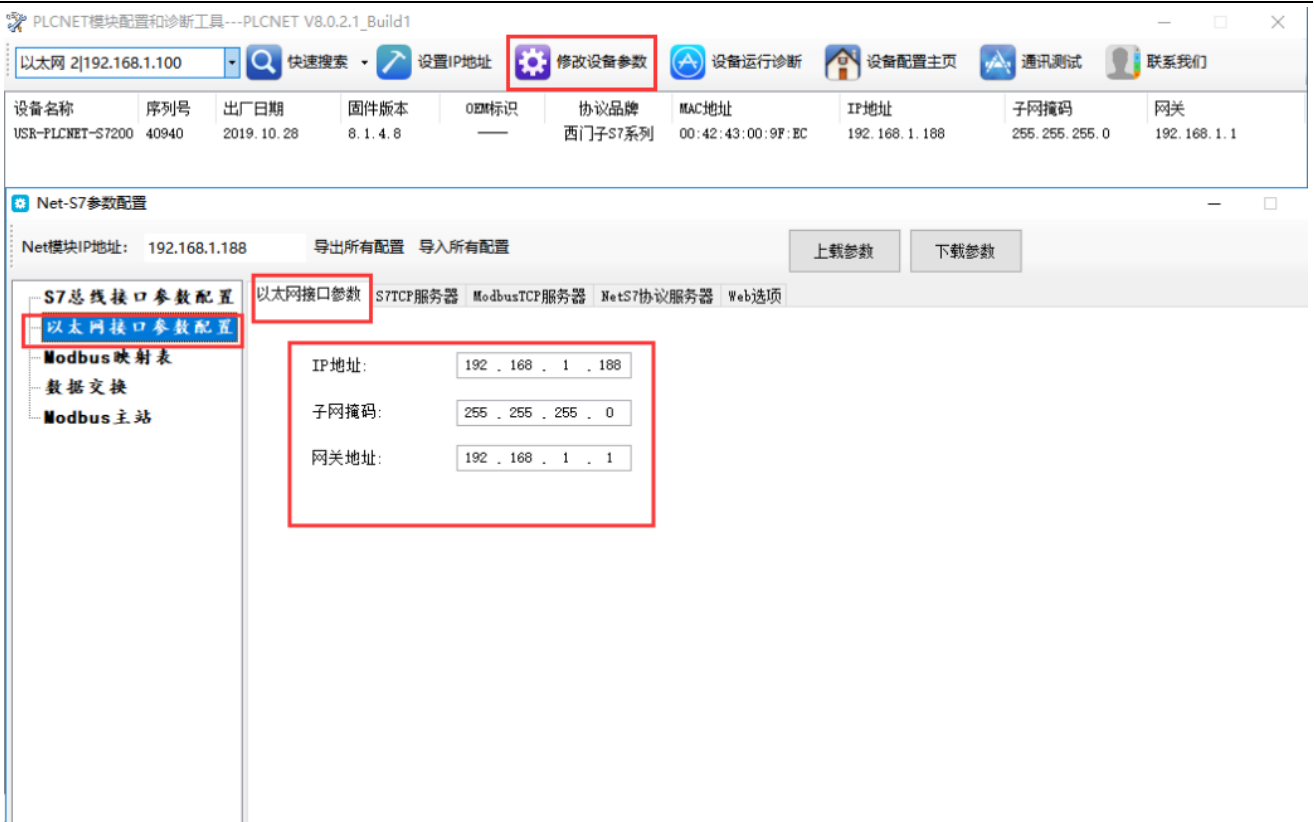 PLCNET模块配置和诊断工具---PLCNET V8.0.2.1_Build1
以太网 2|192.168.1.100 快速搜索 设置IP地址 修改设备参数 设备运行诊断 设备配置主页 通讯测试 联系我们
设备名称 序列号 出厂日期 固件版本 OEM标识 协议品牌 MAC地址 IP地址 子网掩码 网关
USR-PLCNET-S7200 40940 2019.10.28 8.1.4.8 —— 西门子S7系列 00:42:43:00:9F:EC 192.168.1.188 255.255.255.0 192.168.1.1
Net-S7参数配置
Net模块IP地址: 192.168.1.188 导出所有配置 导入所有配置 上载参数 下载参数
S7总线接口参数配置
以太网接口参数配置
Modbus映射表
数据交换
Modbus主站
以太网接口参数 S7TCP服务器 ModbusTCP服务器 NetS7协议服务器 Web选项
IP地址: 192 . 168 . 1 . 188
子网掩码: 255 . 255 . 255 . 0
网关地址: 192 . 168 . 1 . 1